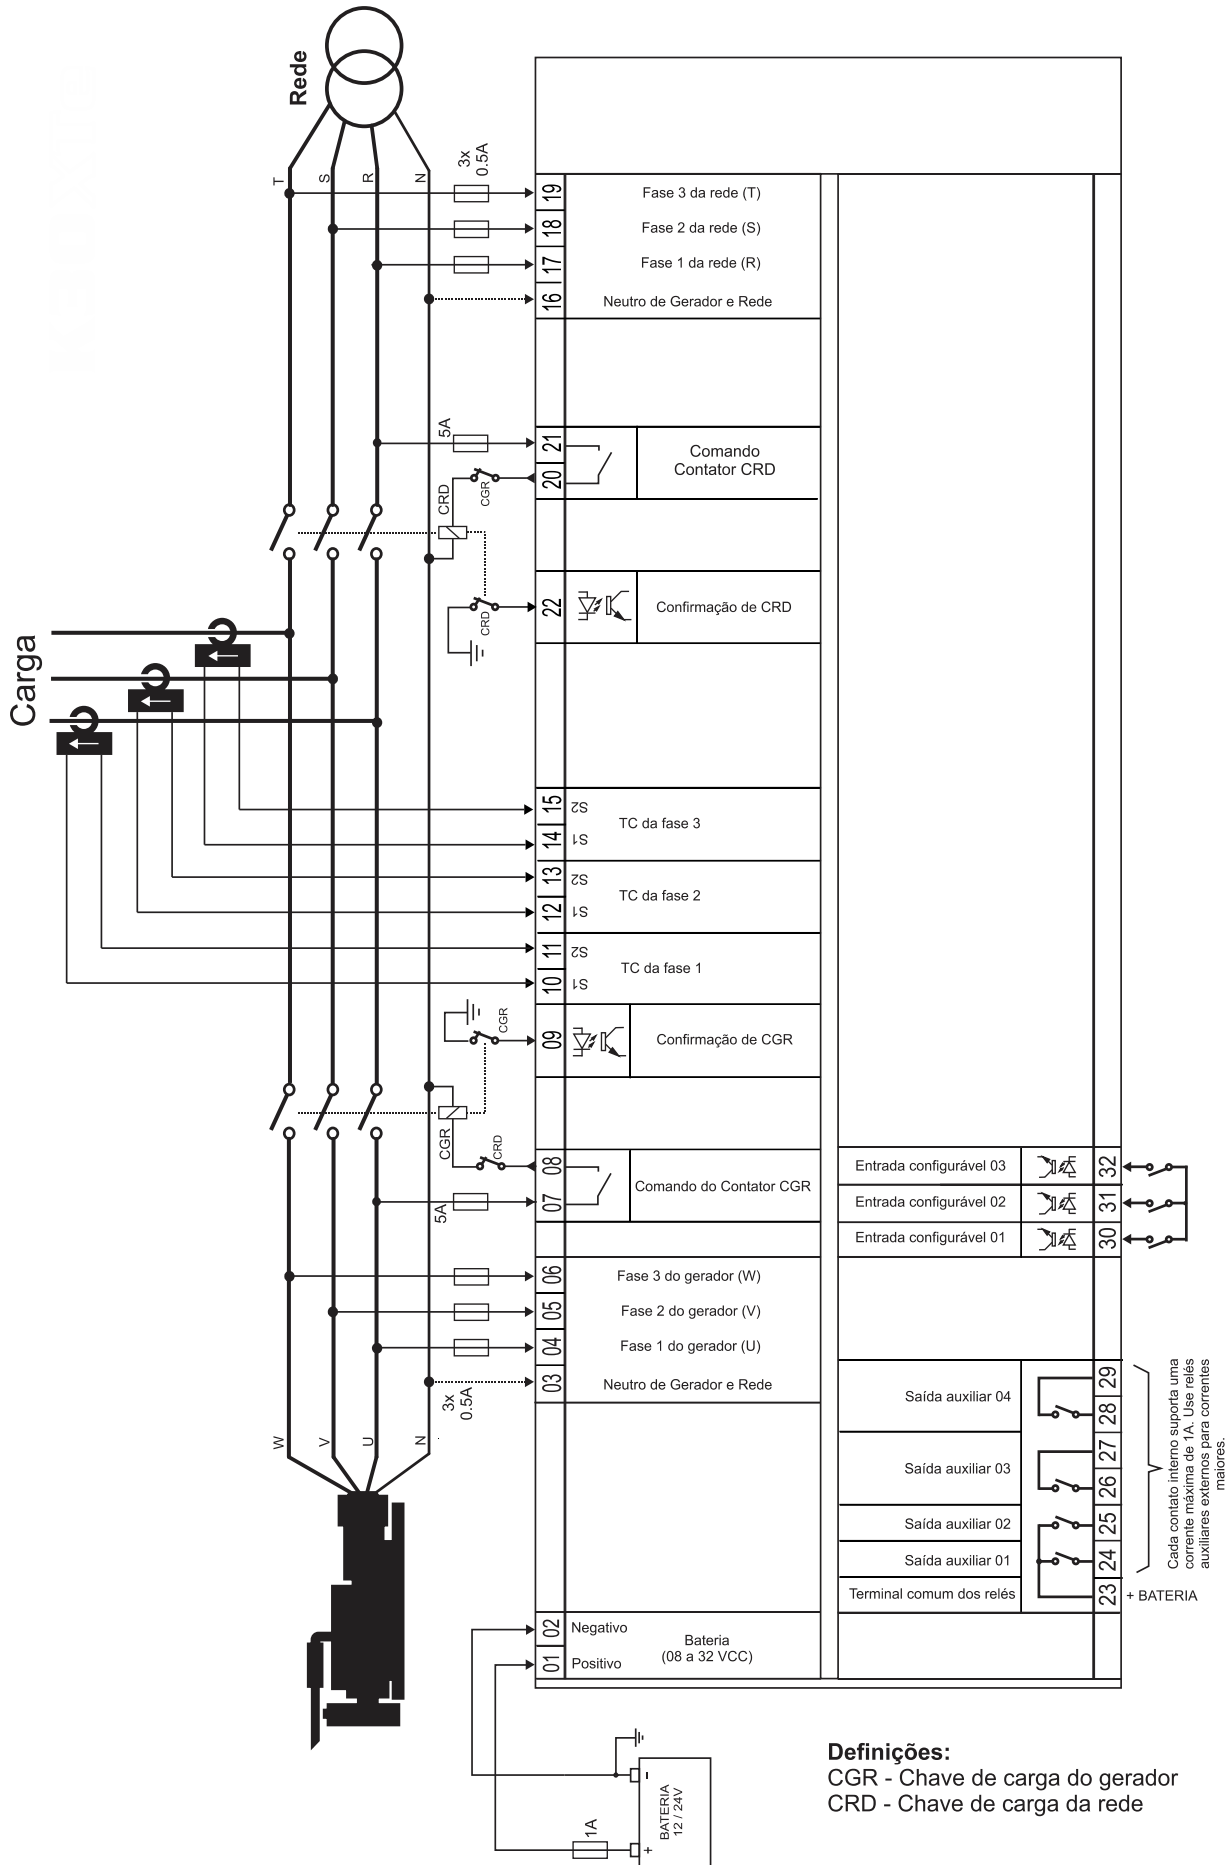 Rede
T
S
R
N
3x
0.5A
19
Fase 3 da rede (T)
18
Fase 2 da rede (S)
17
Fase 1 da rede (R)
16
Neutro de Gerador e Rede
5A
21
20
Comando
Contator CRD
CRD
CGR
22
Confirmação de CRD
CRD
Carga
15
S2
14
S1
TC da fase 3
13
S2
12
S1
TC da fase 2
11
S2
10
S1
TC da fase 1
CGR
09
Confirmação de CGR
CGR
CRD
08
07
Comando do Contator CGR
5A
06
Fase 3 do gerador (W)
05
Fase 2 do gerador (V)
04
Fase 1 do gerador (U)
03
Neutro de Gerador e Rede
3x
0.5A
W
V
U
N
02
Negativo
01
Positivo
Bateria
(08 a 32 VCC)
BATERIA
12 / 24V
-
+
1A
Entrada configurável 03
32
Entrada configurável 02
31
Entrada configurável 01
30
Saída auxiliar 04
29
28
Saída auxiliar 03
27
26
Saída auxiliar 02
25
Saída auxiliar 01
24
Terminal comum dos relés
23
+ BATERIA
Cada contato interno suporta uma
corrente máxima de 1A. Use relés
auxiliares externos para correntes
maiores.
Definições:
CGR - Chave de carga do gerador
CRD - Chave de carga da rede